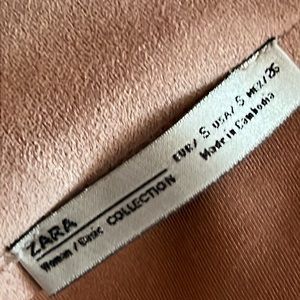 ZARA
Woman / Basic
COLLECTION
EUR/ S USA/ S MEX/26
Made in Cambodia